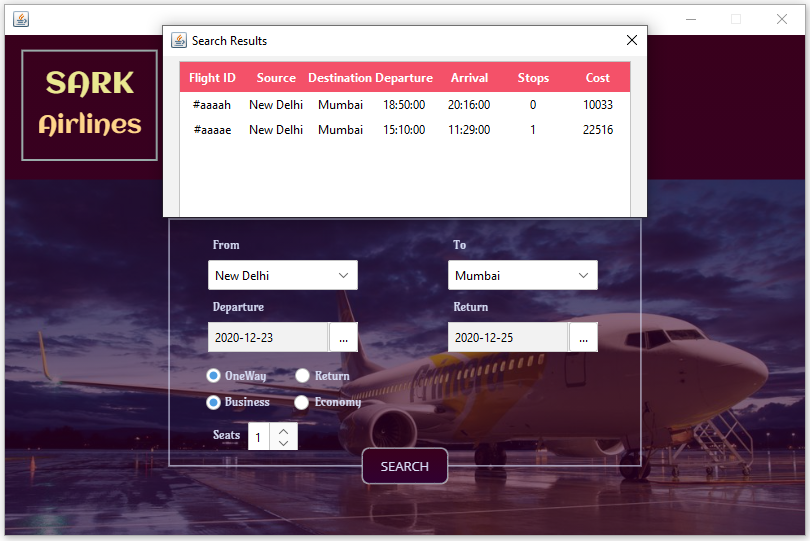 SARK
Airlines
Search Results
Flight ID Source Destination Departure Arrival Stops Cost
#aaaah New Delhi Mumbai 18:50:00 20:16:00 0 10033
#aaaae New Delhi Mumbai 15:10:00 11:29:00 1 22516
From To
New Delhi Mumbai
Departure Return
2020-12-23 ... 2020-12-25 ...
OneWay Return
Business Economy
Seats 1
SEARCH